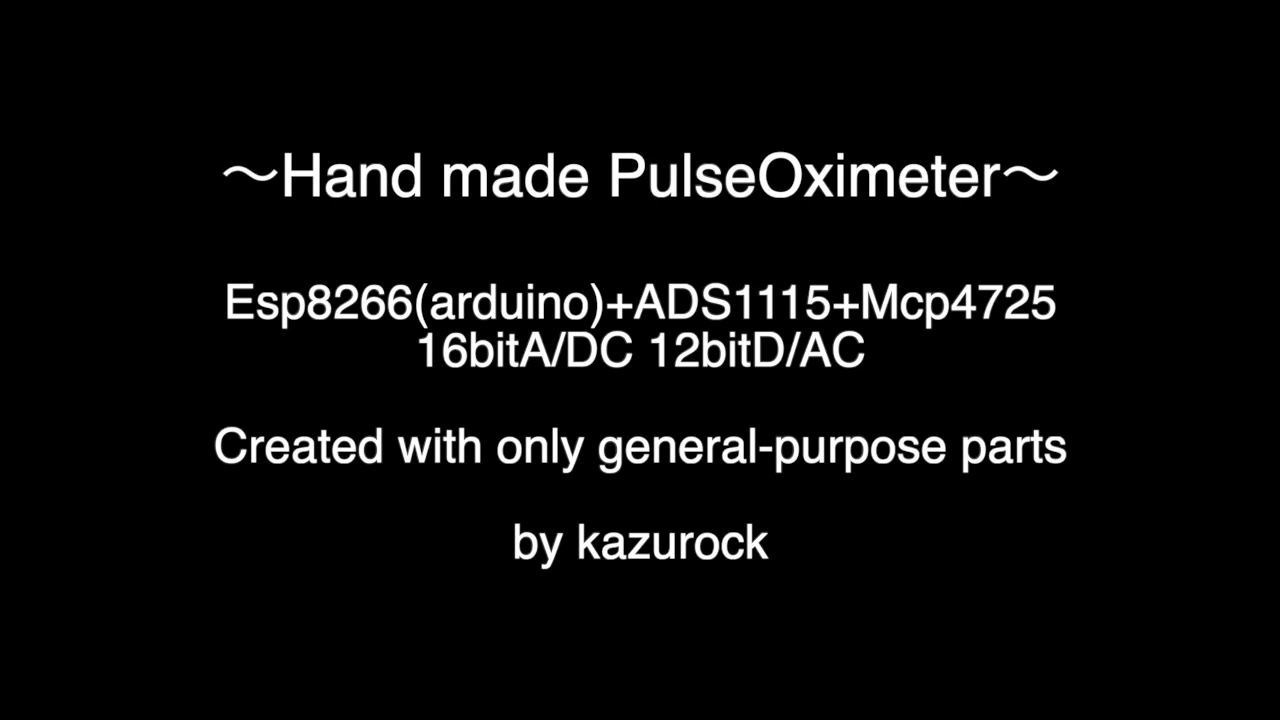 ～Hand made PulseOximeter～
Esp8266(arduino)+ADS1115+Mcp4725
16bitA/DC 12bitD/AC
Created with only general-purpose parts
by kazurock